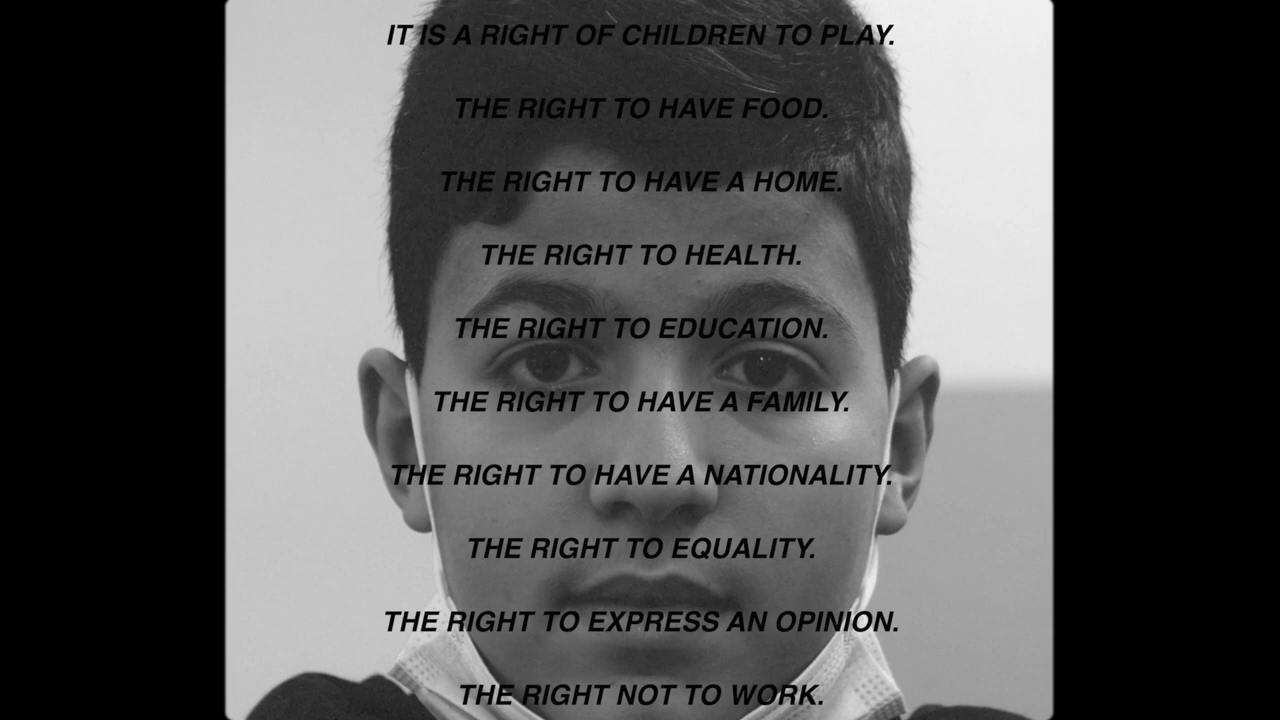 IT IS A RIGHT OF CHILDREN TO PLAY.
THE RIGHT TO HAVE FOOD.
THE RIGHT TO HAVE A HOME.
THE RIGHT TO HEALTH.
THE RIGHT TO EDUCATION.
THE RIGHT TO HAVE A FAMILY.
THE RIGHT TO HAVE A NATIONALITY.
THE RIGHT TO EQUALITY.
THE RIGHT TO EXPRESS AN OPINION.
THE RIGHT NOT TO WORK.